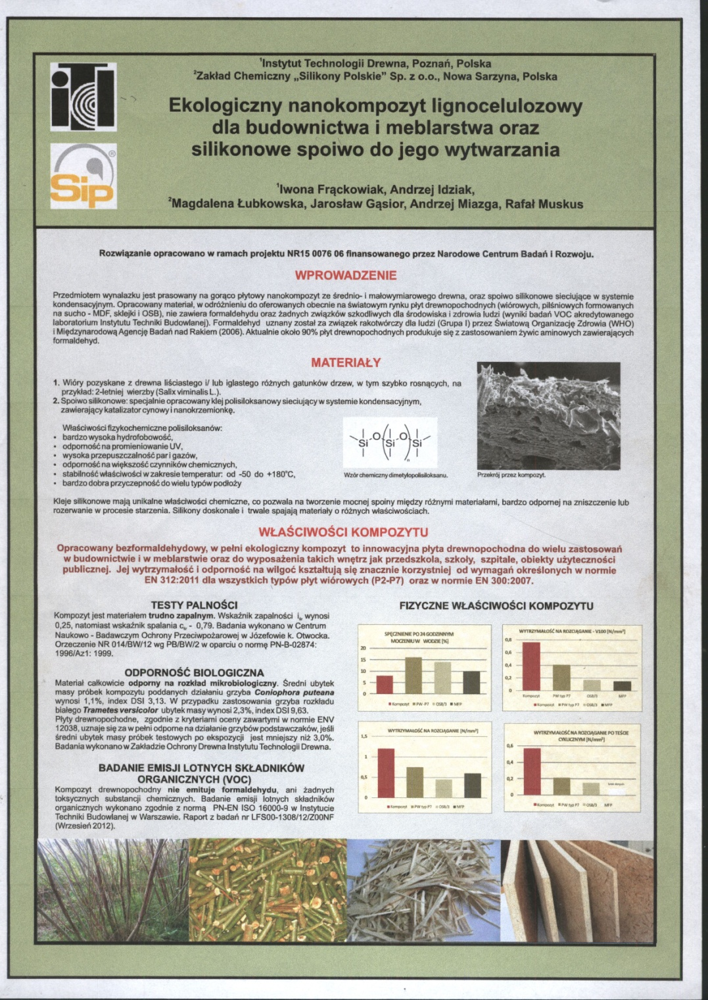 itd
Sip®
¹Instytut Technologii Drewna, Poznań, Polska
²Zakład Chemiczny „Silikony Polskie” Sp. z o.o., Nowa Sarzyna, Polska
Ekologiczny nanokompozyt lignocelulozowy
dla budownictwa i meblarstwa oraz
silikonowe spoiwo do jego wytwarzania
¹Iwona Frąckowiak, Andrzej Idziak,
²Magdalena Łubkowska, Jarosław Gąsior, Andrzej Miazga, Rafał Muskus
Rozwiązanie opracowano w ramach projektu NR15 0076 06 finansowanego przez Narodowe Centrum Badań i Rozwoju.
WPROWADZENIE
Przedmiotem wynalazku jest prasowany na gorąco płytowy nanokompozyt ze średnio- i małowymiarowego drewna, oraz spoiwo silikonowe sieciujące w systemie
kondensacyjnym. Opracowany materiał, w odróżnieniu do oferowanych obecnie na światowym rynku płyt drewnopochodnych (wiórowych, pilśniowych formowanych
na sucho - MDF, sklejki i OSB), nie zawiera formaldehydu oraz żadnych związków szkodliwych dla środowiska i zdrowia ludzi (wyniki badań VOC akredytowanego
laboratorium Instytutu Techniki Budowlanej). Formaldehyd uznany został za związek rakotwórczy dla ludzi (Grupa I) przez Światową Organizację Zdrowia (WHO)
i Międzynarodową Agencję Badań nad Rakiem (2006). Aktualnie około 90% płyt drewnopochodnych produkuje się z zastosowaniem żywic aminowych zawierających
formaldehyd.
MATERIAŁY
1. Wióry pozyskane z drewna liściastego i/ lub iglastego różnych gatunków drzew, w tym szybko rosnących, na
przykład: 2-letniej wierzby (Salix viminalis L.).
2. Spoiwo silikonowe: specjalnie opracowany klej polisiloksanowy sieciujący w systemie kondensacyjnym,
zawierający katalizator cynowy i nanokrzemionkę.
Właściwości fizykochemiczne polisiloksanów:
• bardzo wysoka hydrofobowość,
• odporność na promieniowanie UV,
• wysoka przepuszczalność par i gazów,
• odporność na większość czynników chemicznych,
• stabilność właściwości w zakresie temperatur: od -50 do +180°C,
• bardzo dobra przyczepność do wielu typów podłoży
Si O Si O Si n
Wzór chemiczny dimetylopolisiloksanu.
Przekrój przez kompozyt.
Kleje silikonowe mają unikalne właściwości chemiczne, co pozwala na tworzenie mocnej spoiny między różnymi materiałami, bardzo odpornej na zniszczenie lub
rozerwanie w procesie starzenia. Silikony doskonale i trwale spajają materiały o różnych właściwościach.
WŁAŚCIWOŚCI KOMPOZYTU
Opracowany bezformaldehydowy, w pełni ekologiczny kompozyt to innowacyjna płyta drewnopochodna do wielu zastosowań
w budownictwie i w meblarstwie oraz do wyposażenia takich wnętrz jak przedszkola, szkoły, szpitale, obiekty użyteczności
publicznej. Jej wytrzymałość i odporność na wilgoć kształtują się znacznie korzystniej od wymagań określonych w normie
EN 312:2011 dla wszystkich typów płyt wiórowych (P2-P7) oraz w normie EN 300:2007.
TESTY PALNOŚCI
Kompozyt jest materiałem trudno zapalnym. Wskaźnik zapalności i wynosi
0,25, natomiast wskaźnik spalania c - 0,79. Badania wykonano w Centrum
Naukowo - Badawczym Ochrony Przeciwpożarowej w Józefowie k. Otwocka.
Orzeczenie NR 014/BW/12 wg PB/BW/2 w oparciu o normę PN-B-02874:
1996/Az1: 1999.
ODPORNOŚĆ BIOLOGICZNA
Materiał całkowicie odporny na rozkład mikrobiologiczny. Średni ubytek
masy próbek kompozytu poddanych działaniu grzyba Coniophora puteana
wynosi 1,1%, index DSI 3,13. W przypadku zastosowania grzyba rozkładu
białego Trametes versicolor ubytek masy wynosi 2,3%, index DSI 9,63.
Płyty drewnopochodne, zgodnie z kryteriami oceny zawartymi w normie ENV
12038, uznaje się za w pełni odporne na działanie grzybów podstawczaków, jeśli
średni ubytek masy próbek testowych po ekspozycji jest mniejszy niż 3,0%.
Badania wykonano w Zakładzie Ochrony Drewna Instytutu Technologii Drewna.
BADANIE EMISJI LOTNYCH SKŁADNIKÓW
ORGANICZNYCH (VOC)
Kompozyt drewnopochodny nie emituje formaldehydu, ani żadnych
toksycznych substancji chemicznych. Badanie emisji lotnych składników
organicznych wykonano zgodnie z normą PN-EN ISO 16000-9 w Instytucie
Techniki Budowlanej w Warszawie. Raport z badań nr LFS00-1308/12/Z00NF
(Wrzesień 2012).
FIZYCZNE WŁAŚCIWOŚCI KOMPOZYTU
SPĘCZNIENIE PO 24 GODZINNYM
MOCZENIU W WODZIE [%]
20
15
10
5
0
Kompozyt PW -P7 OSB/3 MFP
WYTRZYMAŁOŚĆ NA ROZCIĄGANIE - V100 [N/mm²]
0,8
0,6
0,4
0,2
0
Kompozyt PW typ P7 OSB/3 MFP
Kompozyt PW typ P7 OSB/3 MFP
WYTRZYMAŁOŚĆ NA ROZCIĄGANIE [N/mm²]
1,5
1
0,5
0
Kompozyt PW typ P7 OSB/3 MFP
WYTRZYMAŁOŚĆ NA ROZCIĄGANIE PO TEŚCIE
CYKLICZNYM [N/mm²]
0,6
0,4
0,2
0
brak danych
Kompozyt PW typ P7 OSB/3 MFP